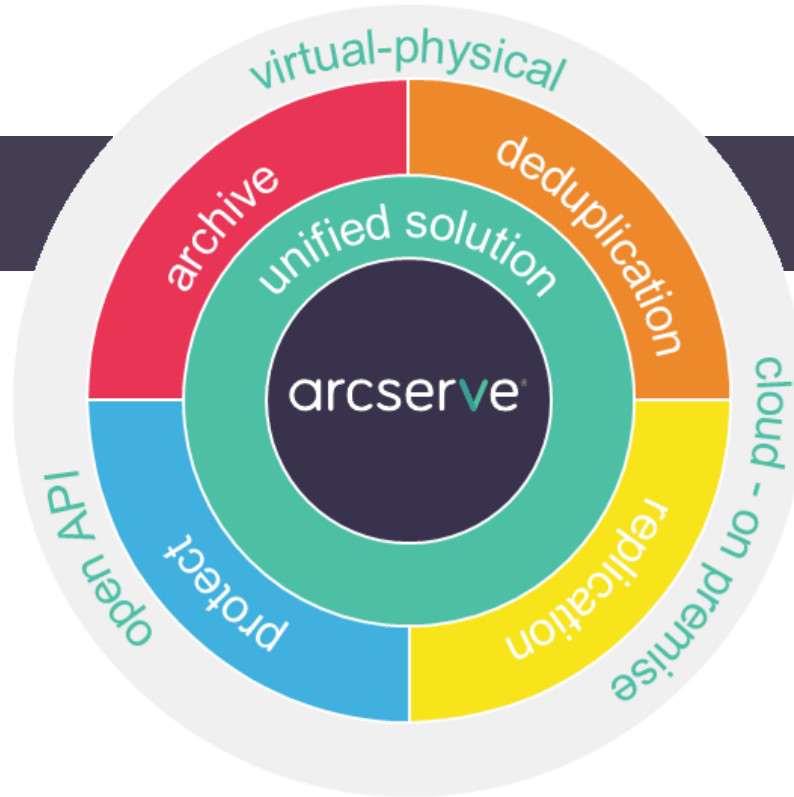 virtual-physical
archive
deduplication
unified solution
arcserve®
cloud - on premise
open API
protect
replication